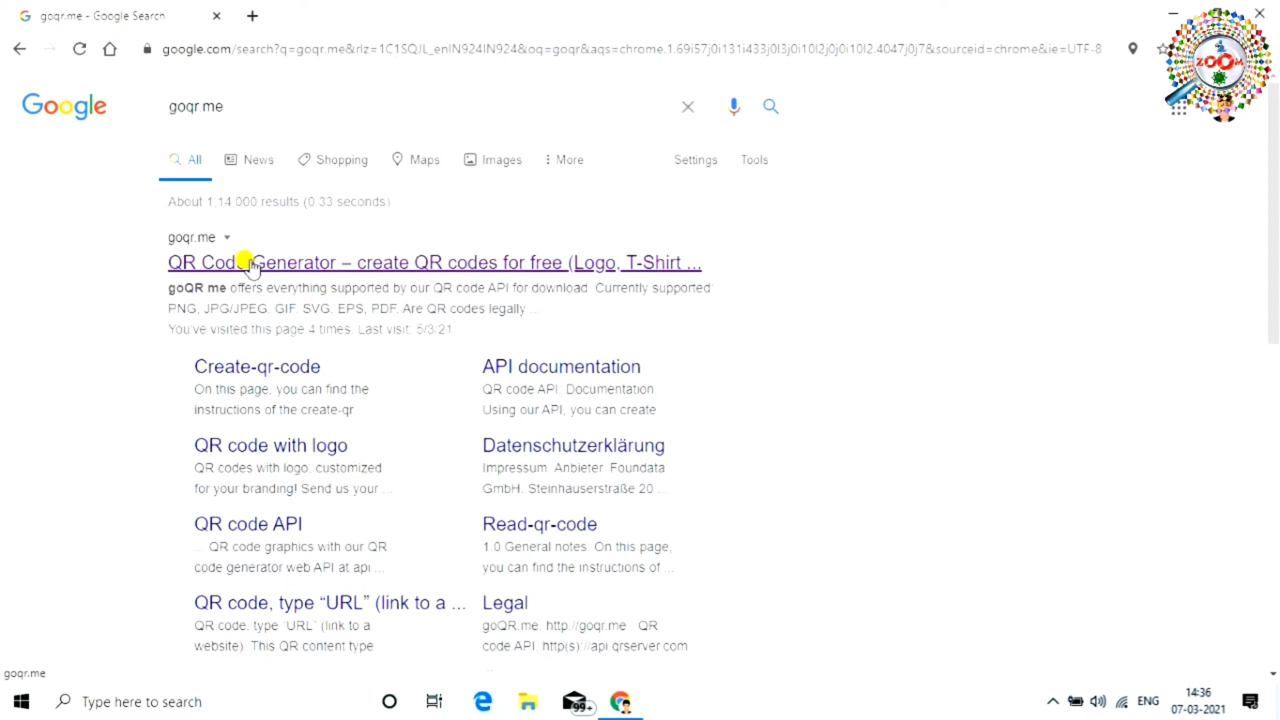 goqr.me - Google Search
google.com/search?q=goqr.me&rlz=1C1SQJL_enIN924IN924&oq=goqr&aqs=chrome.1.69i57j0i131i433j0l3j0i10l2j0j0i10l2.4047j0j7&sourceid=chrome&ie=UTF-8
ZOOM
Google
goqr me
All News Shopping Maps Images More Settings Tools
About 1,14,000 results (0.33 seconds)
goqr.me
QR Code Generator – create QR codes for free (Logo, T-Shirt ...
goQR me offers everything supported by our QR code API for download. Currently supported:
PNG, JPG/JPEG, GIF, SVG, EPS, PDF. Are QR codes legally ...
You've visited this page 4 times. Last visit: 5/3/21
Create-qr-code
On this page, you can find the
instructions of the create-qr
API documentation
QR code API: Documentation
Using our API, you can create
QR code with logo
QR codes with logo, customized
for your branding! Send us your ...
Datenschutzerklärung
Impressum. Anbieter. Foundata
GmbH. Steinhauserstraße 20 ...
QR code API
... QR code graphics with our QR
code generator web API at api ...
Read-qr-code
1.0 General notes. On this page,
you can find the instructions of ...
QR code, type “URL” (link to a ...
QR code, type 'URL' (link to a
website). This QR content type
Legal
goQR.me, http://goqr.me QR
code API, http(s)://api.qrserver.com
...
goqr.me
Type here to search
99+
ENG
14:36
07-03-2021